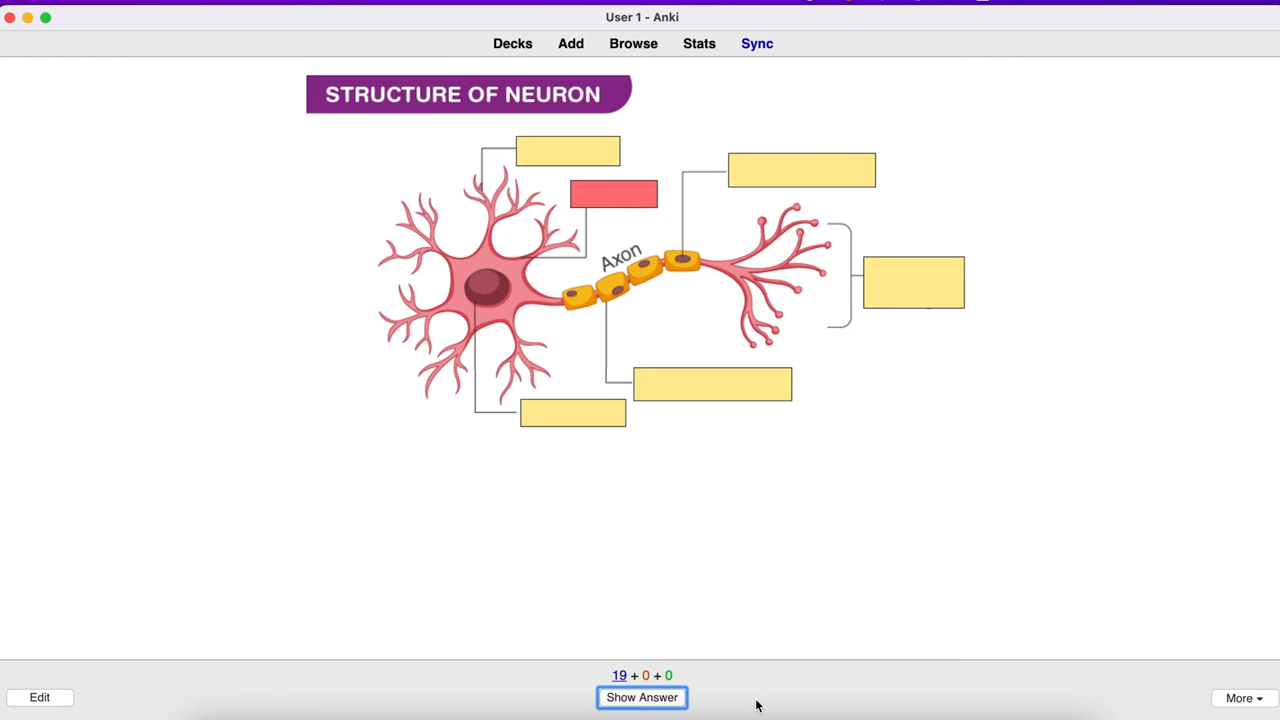 User 1 - Anki
Decks Add Browse Stats Sync
STRUCTURE OF NEURON
Axon
19 + 0 + 0
Edit Show Answer More